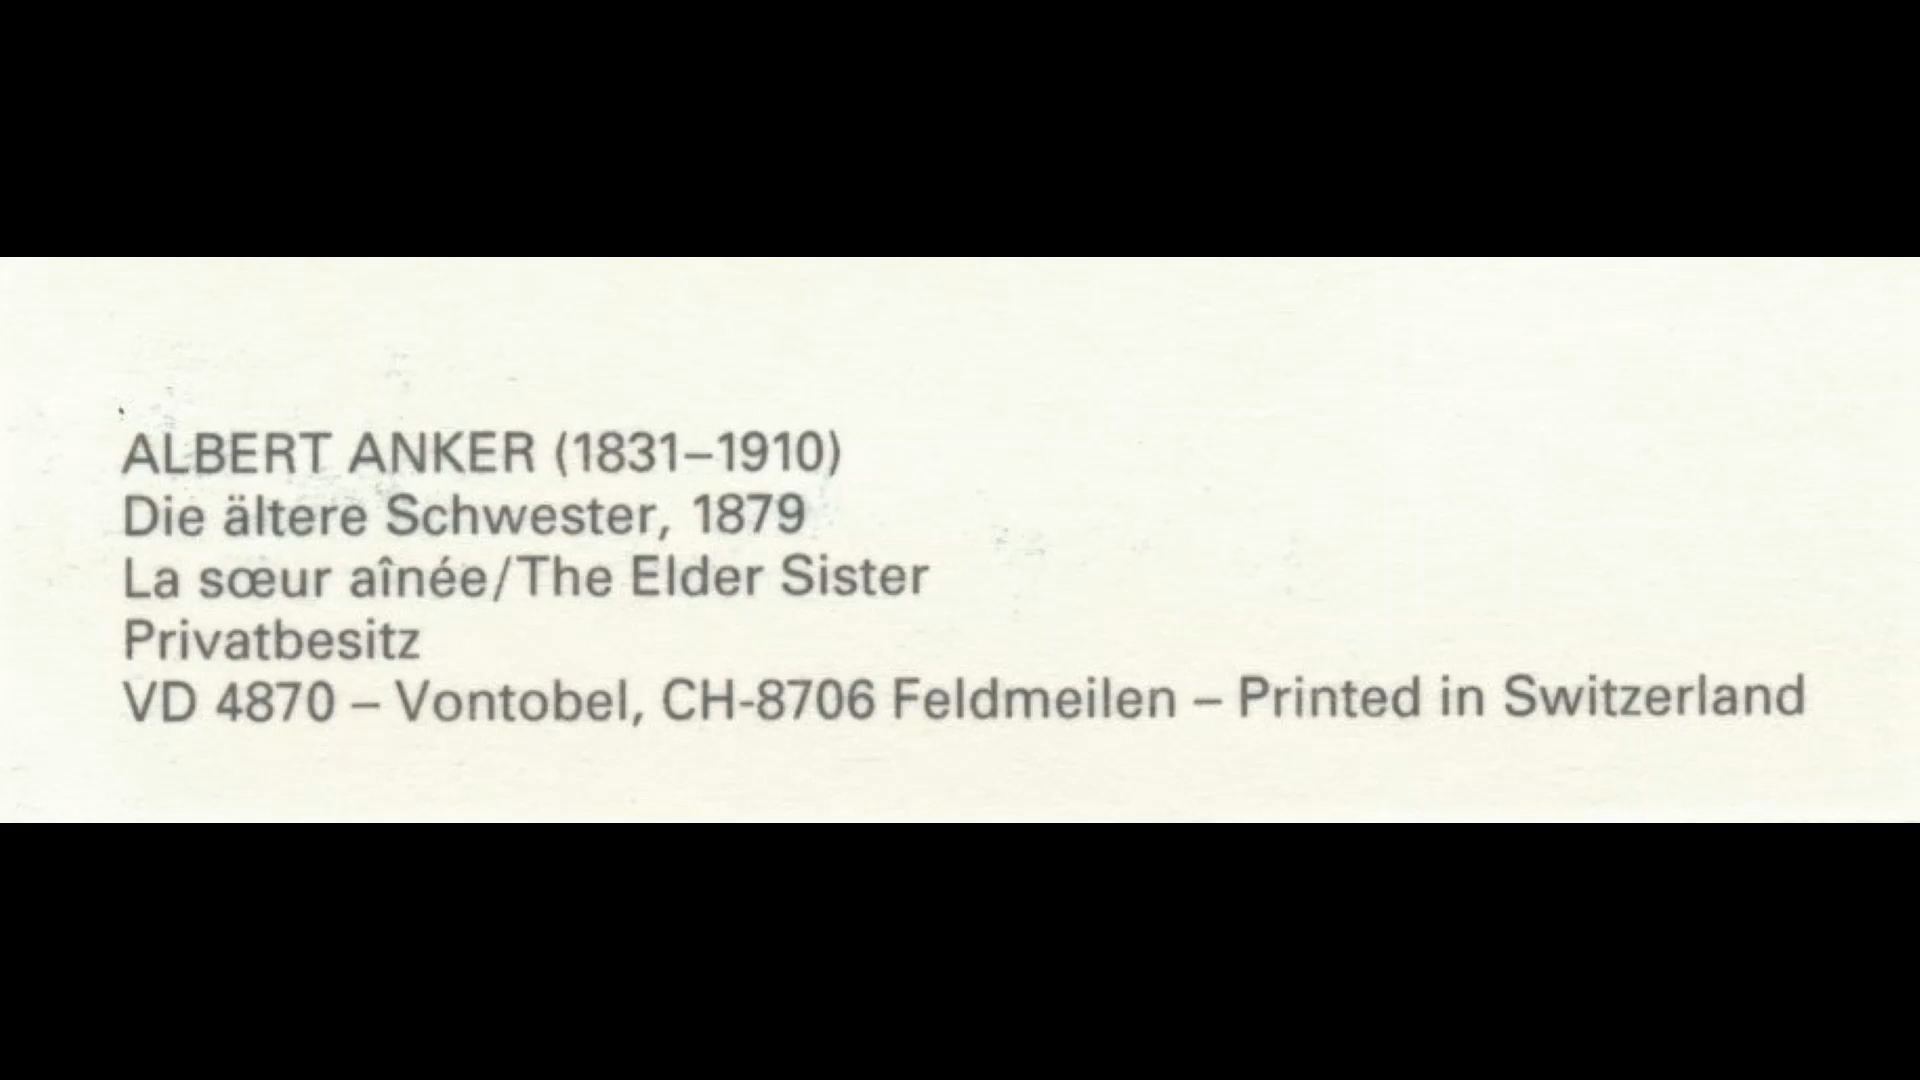 ALBERT ANKER (1831–1910)
Die ältere Schwester, 1879
La sœur aînée/The Elder Sister
Privatbesitz
VD 4870 – Vontobel, CH-8706 Feldmeilen – Printed in Switzerland